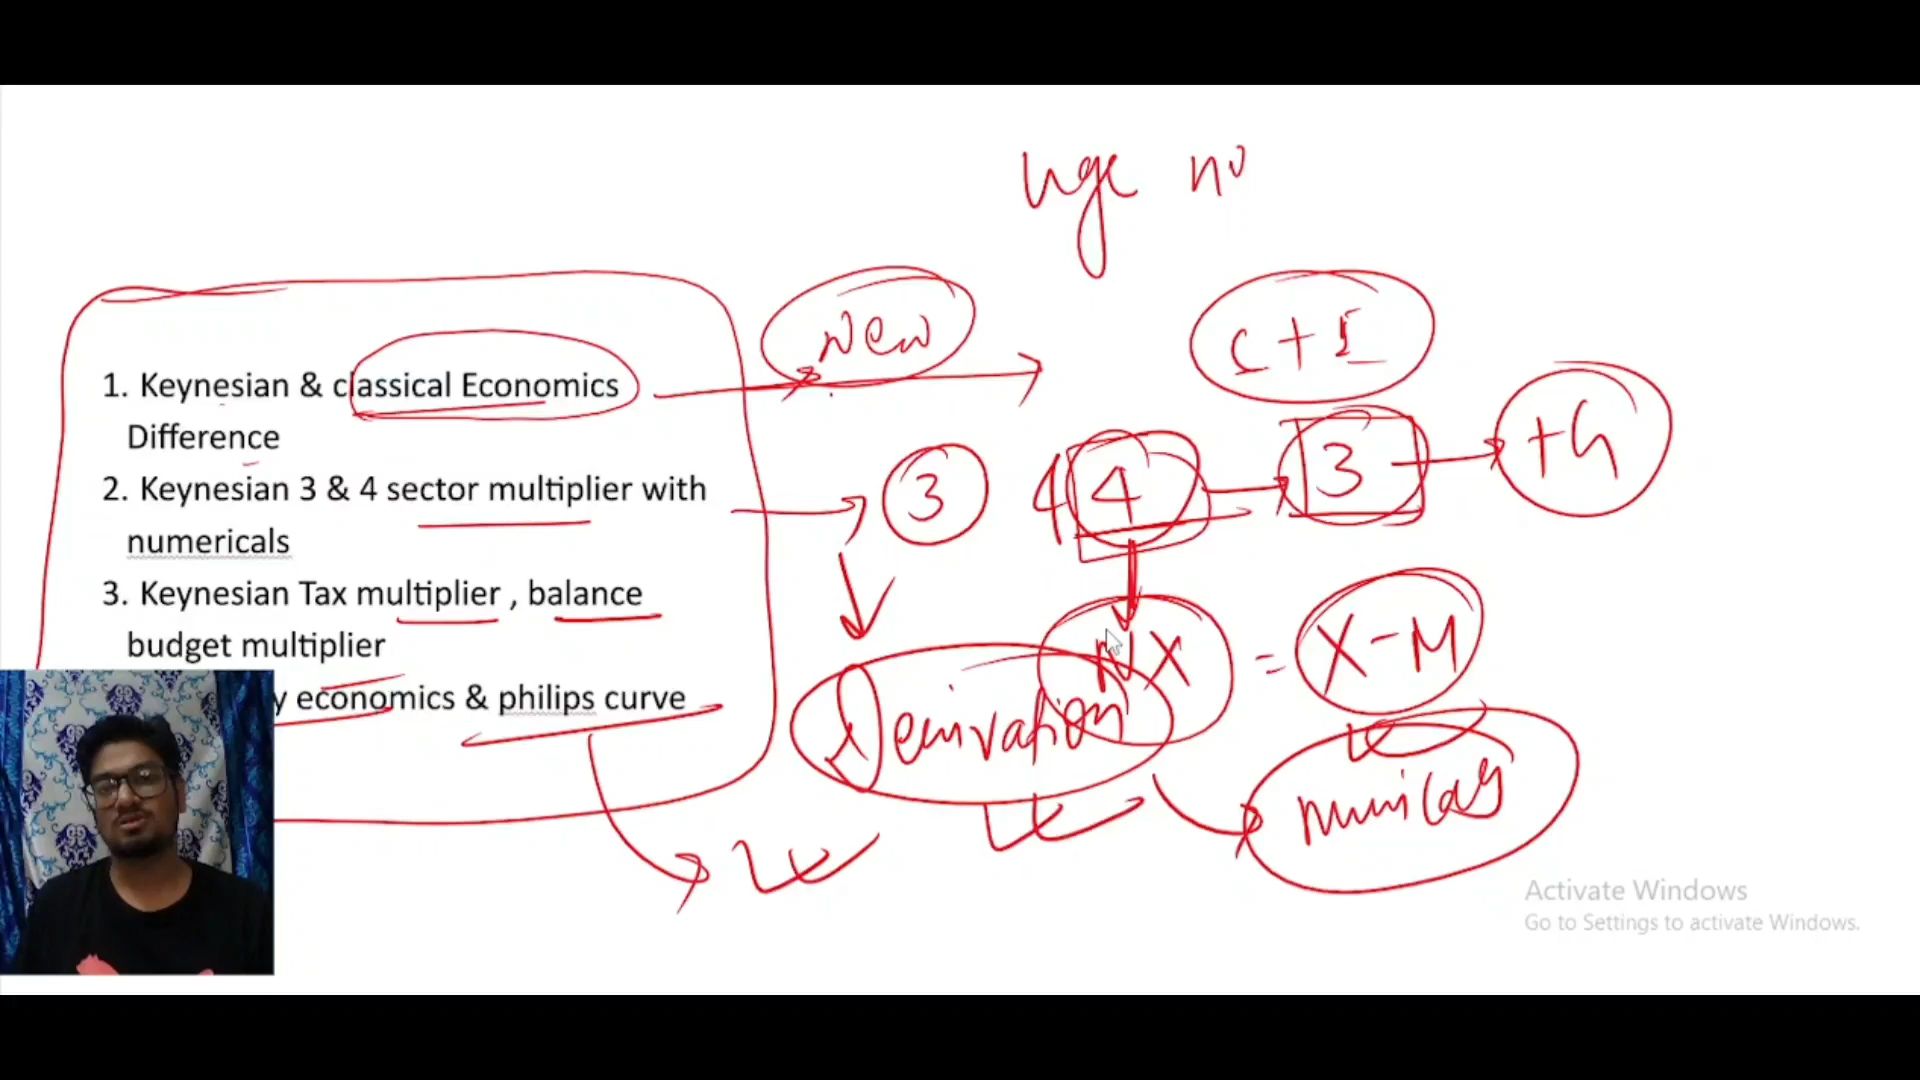 Uge
New
C + I
1. Keynesian & classical Economics
Difference
+G
3
4
3
2. Keynesian 3 & 4 sector multiplier with
numericals
3. Keynesian Tax multiplier , balance
budget multiplier
NX = X - M
y economics & philips curve
Derivation
Activate Windows
Go to Settings to activate Windows.